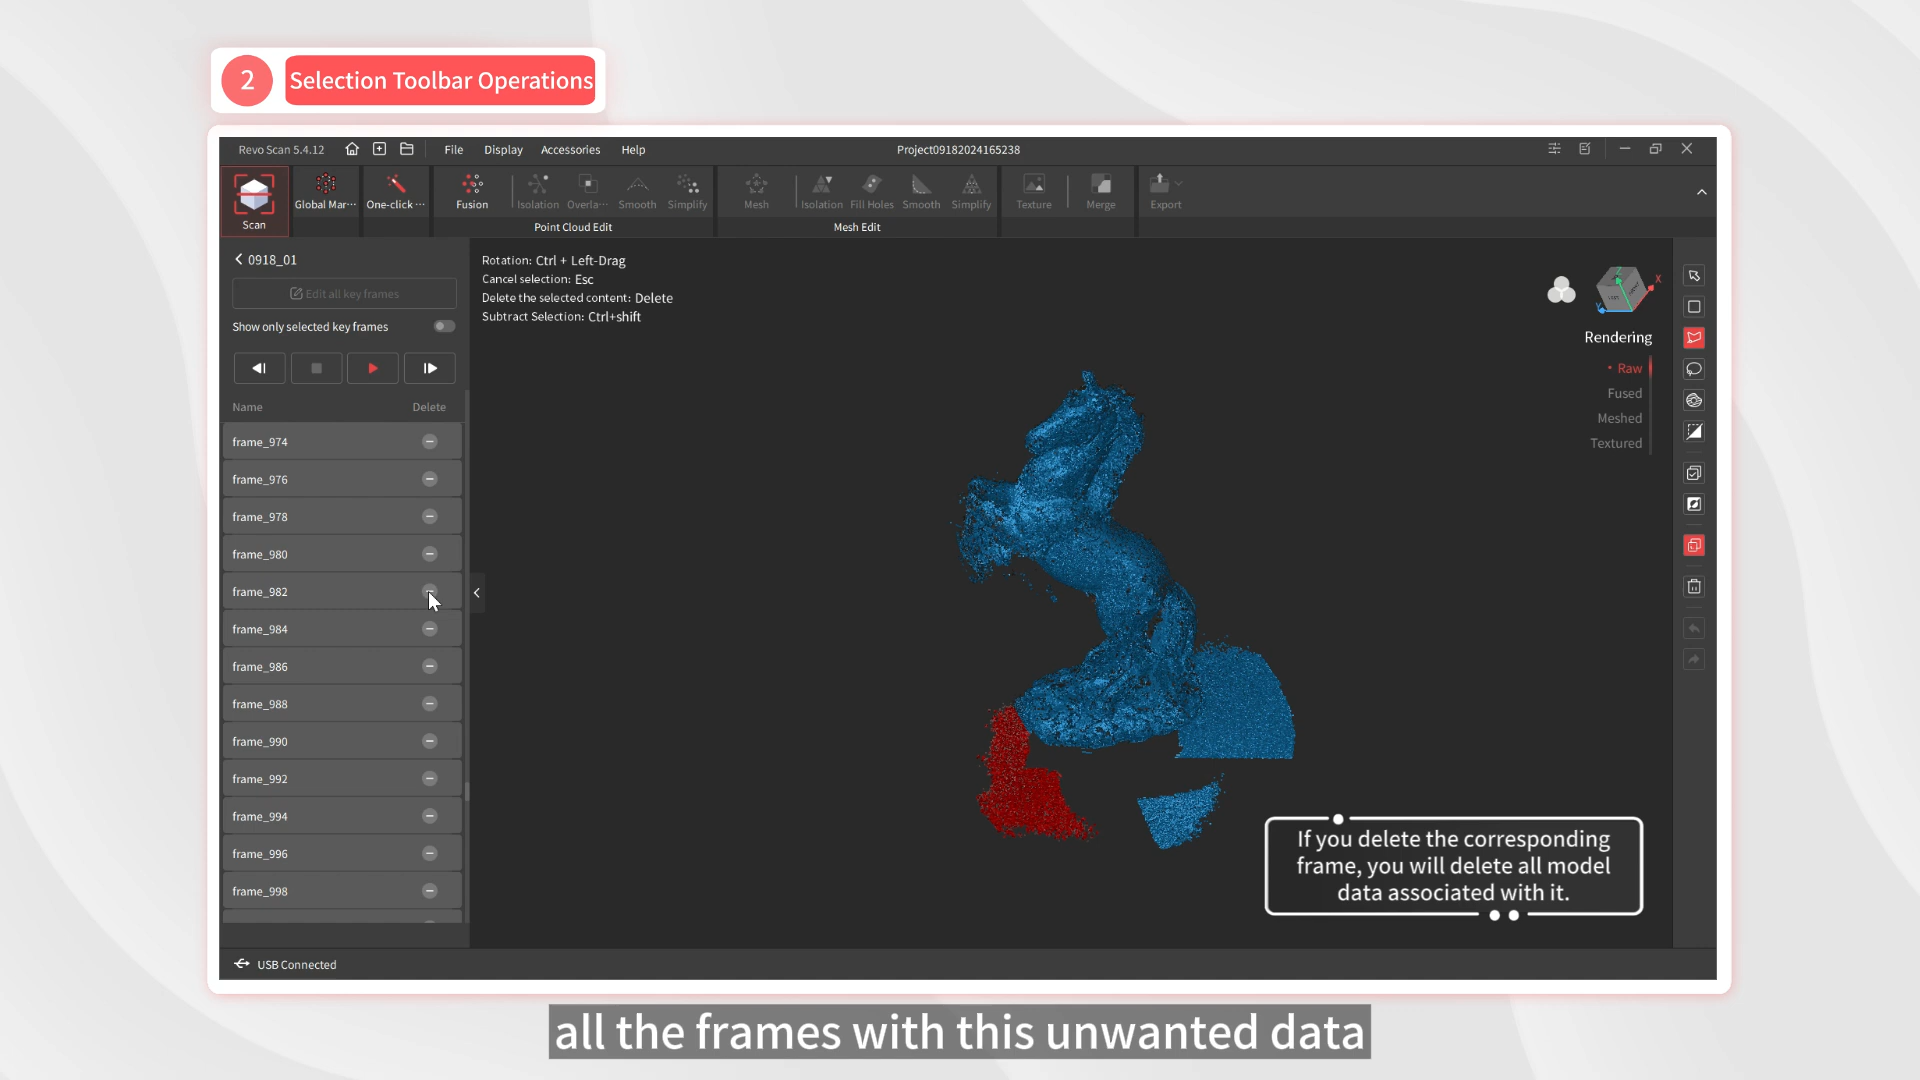 2
Selection Toolbar Operations
Revo Scan 5.4.12
File
Display
Accessories
Help
Project09182024165238
Scan
Global Mar···
One-click ···
Fusion
Isolation
Overla···
Smooth
Simplify
Point Cloud Edit
Mesh
Isolation
Fill Holes
Smooth
Simplify
Mesh Edit
Texture
Merge
Export
0918_01
Edit all key frames
Show only selected key frames
Name
Delete
frame_974
frame_976
frame_978
frame_980
frame_982
frame_984
frame_986
frame_988
frame_990
frame_992
frame_994
frame_996
frame_998
Rotation: Ctrl + Left-Drag
Cancel selection: Esc
Delete the selected content: Delete
Subtract Selection: Ctrl+shift
Z
X
Y
Rendering
• Raw
Fused
Meshed
Textured
If you delete the corresponding
frame, you will delete all model
data associated with it.
USB Connected
all the frames with this unwanted data